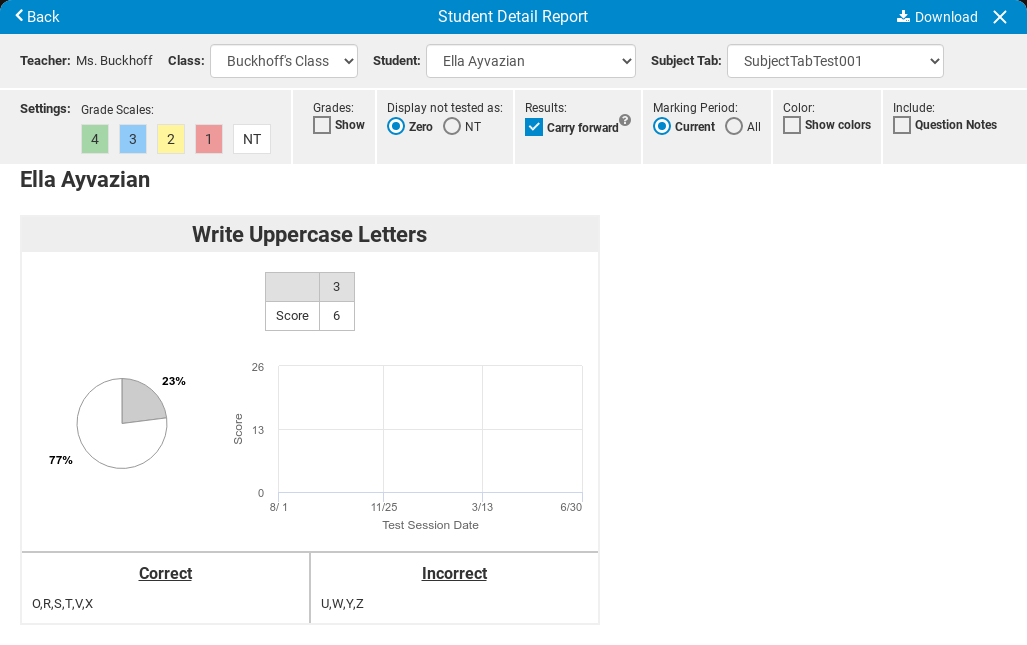 Back Student Detail Report Download
Teacher: Ms. Buckhoff Class: Buckhoff's Class Student: Ella Ayvazian Subject Tab: SubjectTabTest001
Settings: Grade Scales: Grades: Display not tested as: Results: Marking Period: Color: Include:
4 3 2 1 NT Show Zero NT Carry forward ? Current All Show colors Question Notes
Ella Ayvazian
Write Uppercase Letters
3
Score 6
23%
77%
26
13
0
Score
8/ 1 11/25 3/13 6/30
Test Session Date
Correct Incorrect
O,R,S,T,V,X U,W,Y,Z